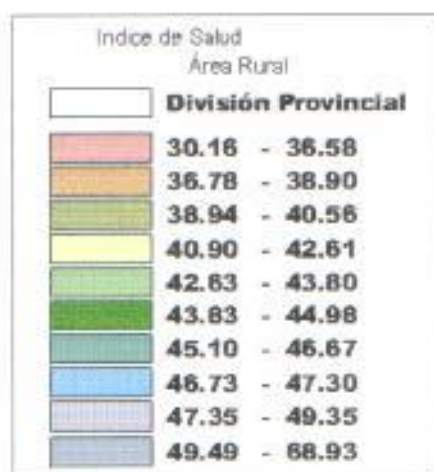 Indice de Salud
Área Rural
División Provincial
30.16 - 36.58
36.78 - 38.90
38.94 - 40.56
40.90 - 42.61
42.63 - 43.80
43.83 - 44.98
45.10 - 46.67
46.73 - 47.30
47.35 - 49.35
49.49 - 68.93